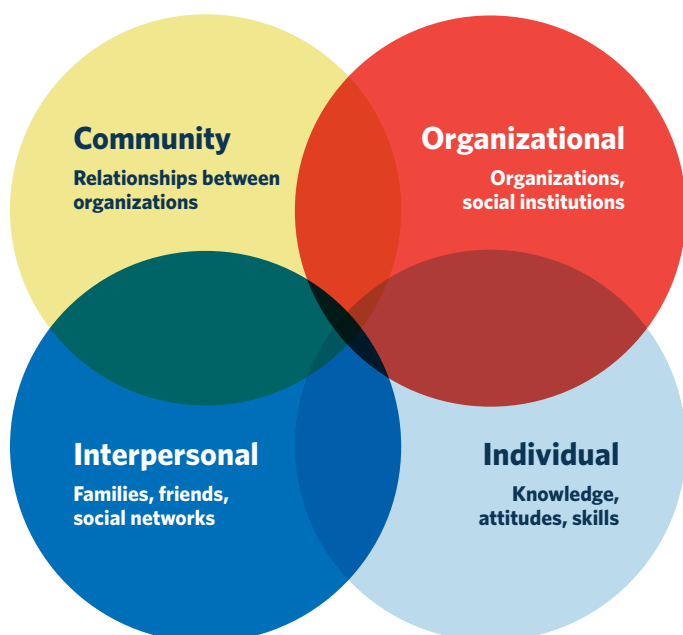 Community
Relationships between
organizations
Organizational
Organizations,
social institutions
Interpersonal
Families, friends,
social networks
Individual
Knowledge,
attitudes, skills